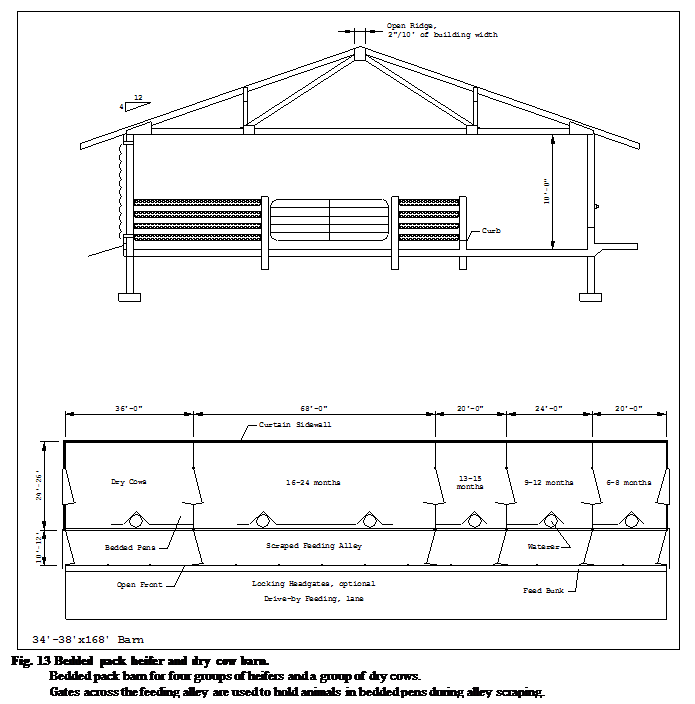 Open Ridge,
2"/10' of building width
12
4
10'-0"
Curb
36'-0"
68'-0"
20'-0"
24'-0"
20'-0"
Curtain Sidewall
24'-26'
Dry Cows
16-24 months
13-15
months
9-12 months
6-8 months
10'-12'
Bedded Pens
Scraped Feeding Alley
Waterer
Open Front
Locking Headgates, optional
Feed Bunk
Drive-by Feeding, lane
34'-38'x168' Barn
Fig. 13 Bedded pack heifer and dry cow barn.
Bedded pack barn for four groups of heifers and a group of dry cows.
Gates across the feeding alley are used to hold animals in bedded pens during alley scraping.